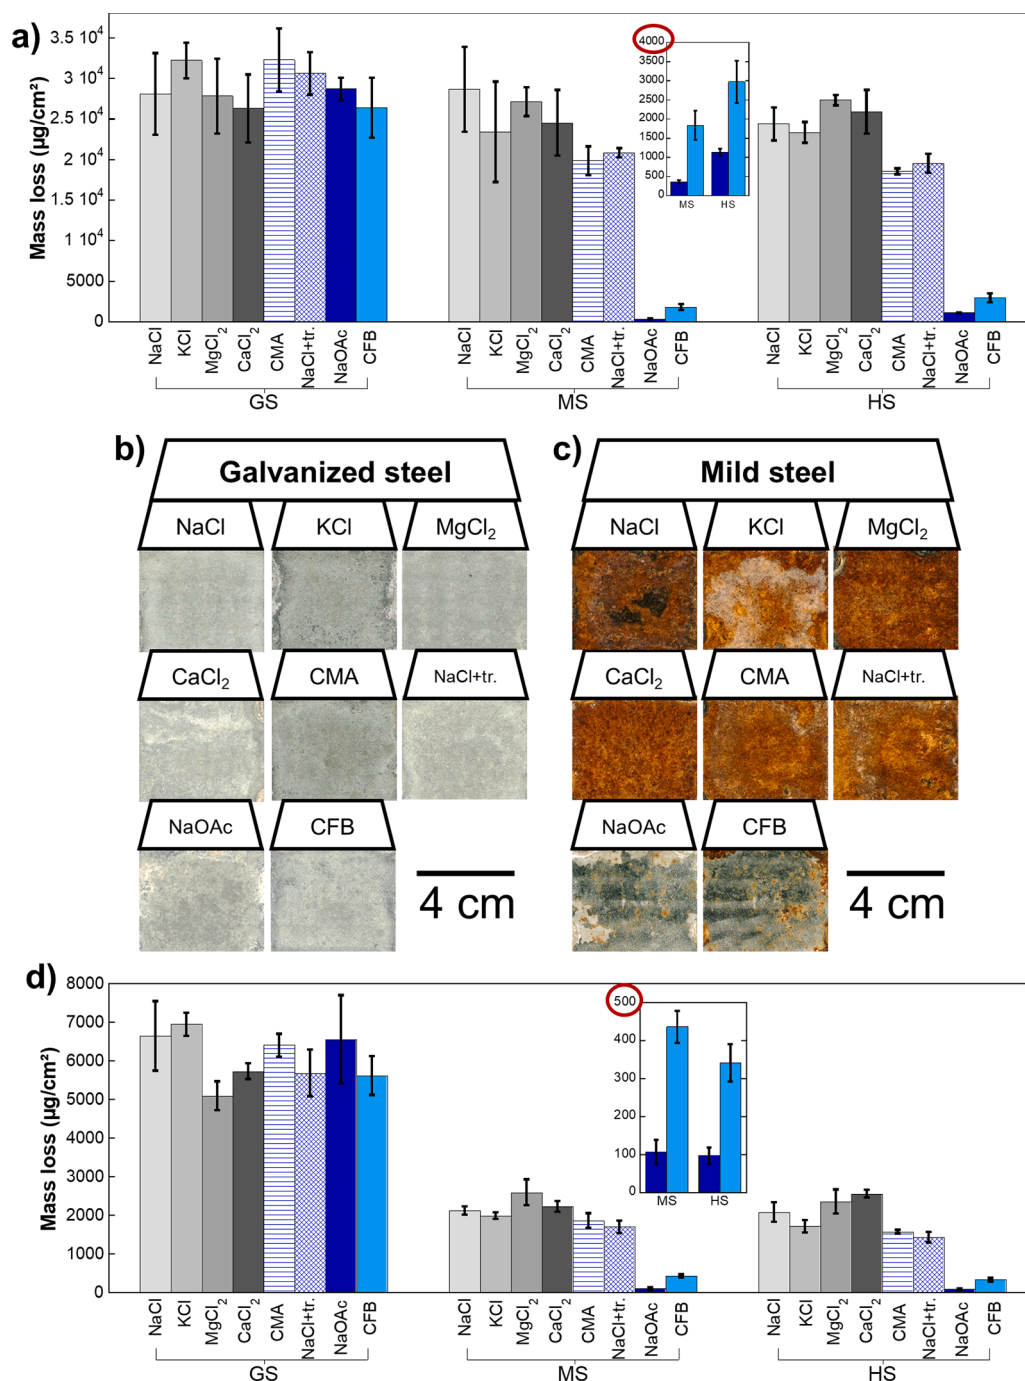 a)
Mass loss (µg/cm²)
3.5 10⁴
3 10⁴
2.5 10⁴
2 10⁴
1.5 10⁴
1 10⁴
5000
0
4000
3500
3000
2500
2000
1500
1000
500
0
MS HS
NaCl KCl MgCl₂ CaCl₂ CMA NaCl+tr. NaOAc CFB
NaCl KCl MgCl₂ CaCl₂ CMA NaCl+tr. NaOAc CFB
NaCl KCl MgCl₂ CaCl₂ CMA NaCl+tr. NaOAc CFB
GS MS HS
b)
Galvanized steel
NaCl KCl MgCl₂
CaCl₂ CMA NaCl+tr.
NaOAc CFB
4 cm
c)
Mild steel
NaCl KCl MgCl₂
CaCl₂ CMA NaCl+tr.
NaOAc CFB
4 cm
d)
Mass loss (µg/cm²)
8000
7000
6000
5000
4000
3000
2000
1000
0
500
400
300
200
100
0
MS HS
NaCl KCl MgCl₂ CaCl₂ CMA NaCl+tr. NaOAc CFB
NaCl KCl MgCl₂ CaCl₂ CMA NaCl+tr. NaOAc CFB
NaCl KCl MgCl₂ CaCl₂ CMA NaCl+tr. NaOAc CFB
GS MS HS